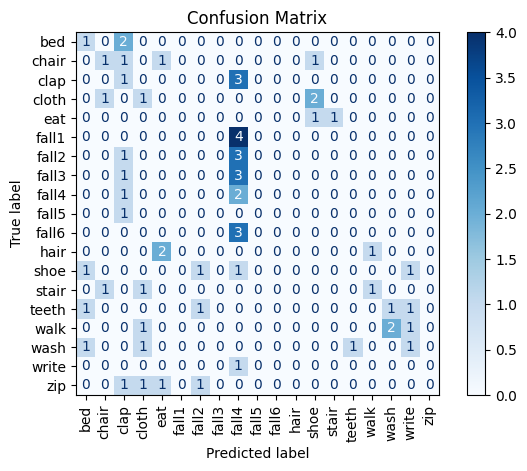 Confusion Matrix
True label
bed 1 0 2 0 0 0 0 0 0 0 0 0 0 0 0 0 0 0 0
chair 0 1 1 0 1 0 0 0 0 0 0 0 1 0 0 0 0 0 0
clap 0 0 1 0 0 0 0 0 3 0 0 0 0 0 0 0 0 0 0
cloth 0 1 0 1 0 0 0 0 0 0 0 0 2 0 0 0 0 0 0
eat 0 0 0 0 0 0 0 0 0 0 0 0 1 1 0 0 0 0 0
fall1 0 0 0 0 0 0 0 0 4 0 0 0 0 0 0 0 0 0 0
fall2 0 0 1 0 0 0 0 0 3 0 0 0 0 0 0 0 0 0 0
fall3 0 0 1 0 0 0 0 0 3 0 0 0 0 0 0 0 0 0 0
fall4 0 0 1 0 0 0 0 0 2 0 0 0 0 0 0 0 0 0 0
fall5 0 0 1 0 0 0 0 0 0 0 0 0 0 0 0 0 0 0 0
fall6 0 0 0 0 0 0 0 0 3 0 0 0 0 0 0 0 0 0 0
hair 0 0 0 0 2 0 0 0 0 0 0 0 0 0 0 1 0 0 0
shoe 1 0 0 0 0 0 1 0 1 0 0 0 0 0 0 0 0 1 0
stair 0 1 0 1 0 0 0 0 0 0 0 0 0 0 0 1 0 0 0
teeth 1 0 0 0 0 0 1 0 0 0 0 0 0 0 0 0 1 1 0
walk 0 0 0 1 0 0 0 0 0 0 0 0 0 0 0 0 2 1 0
wash 1 0 0 1 0 0 0 0 0 0 0 0 0 0 1 0 0 1 0
write 0 0 0 0 0 0 0 0 1 0 0 0 0 0 0 0 0 0 0
zip 0 0 1 1 1 0 1 0 0 0 0 0 0 0 0 0 0 0 0
bed chair clap cloth eat fall1 fall2 fall3 fall4 fall5 fall6 hair shoe stair teeth walk wash write zip
Predicted label
4.0
3.5
3.0
2.5
2.0
1.5
1.0
0.5
0.0